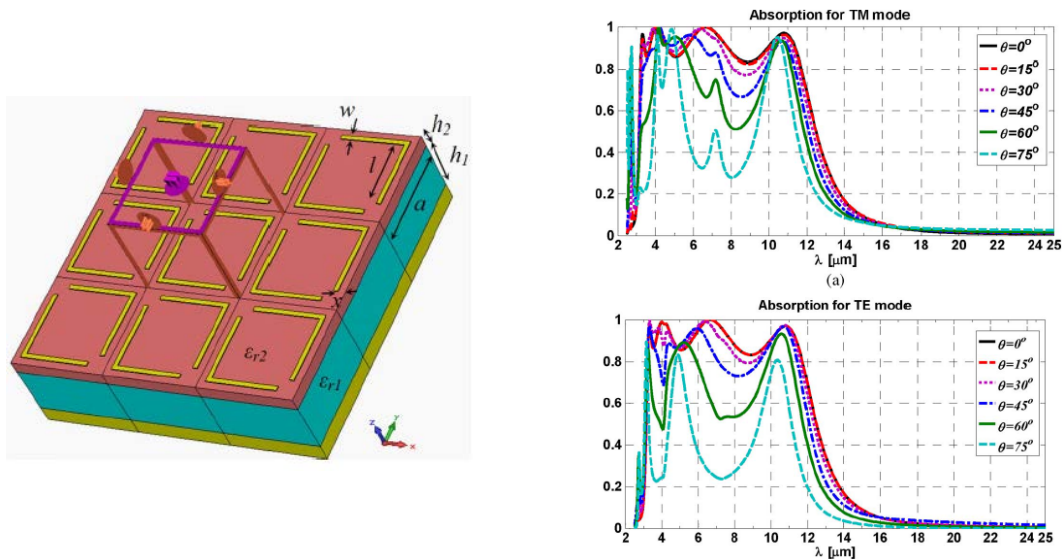 w
h₂
h₁
l
a
x
εr2
εr1
z
y
x
Absorption for TM mode
1
0.8
0.6
0.4
0.2
0
θ=0°
θ=15°
θ=30°
θ=45°
θ=60°
θ=75°
2 4 6 8 10 12 14 16 18 20 22 24 25
λ [μm]
(a)
Absorption for TE mode
1
0.8
0.6
0.4
0.2
0
θ=0°
θ=15°
θ=30°
θ=45°
θ=60°
θ=75°
2 4 6 8 10 12 14 16 18 20 22 24 25
λ [μm]